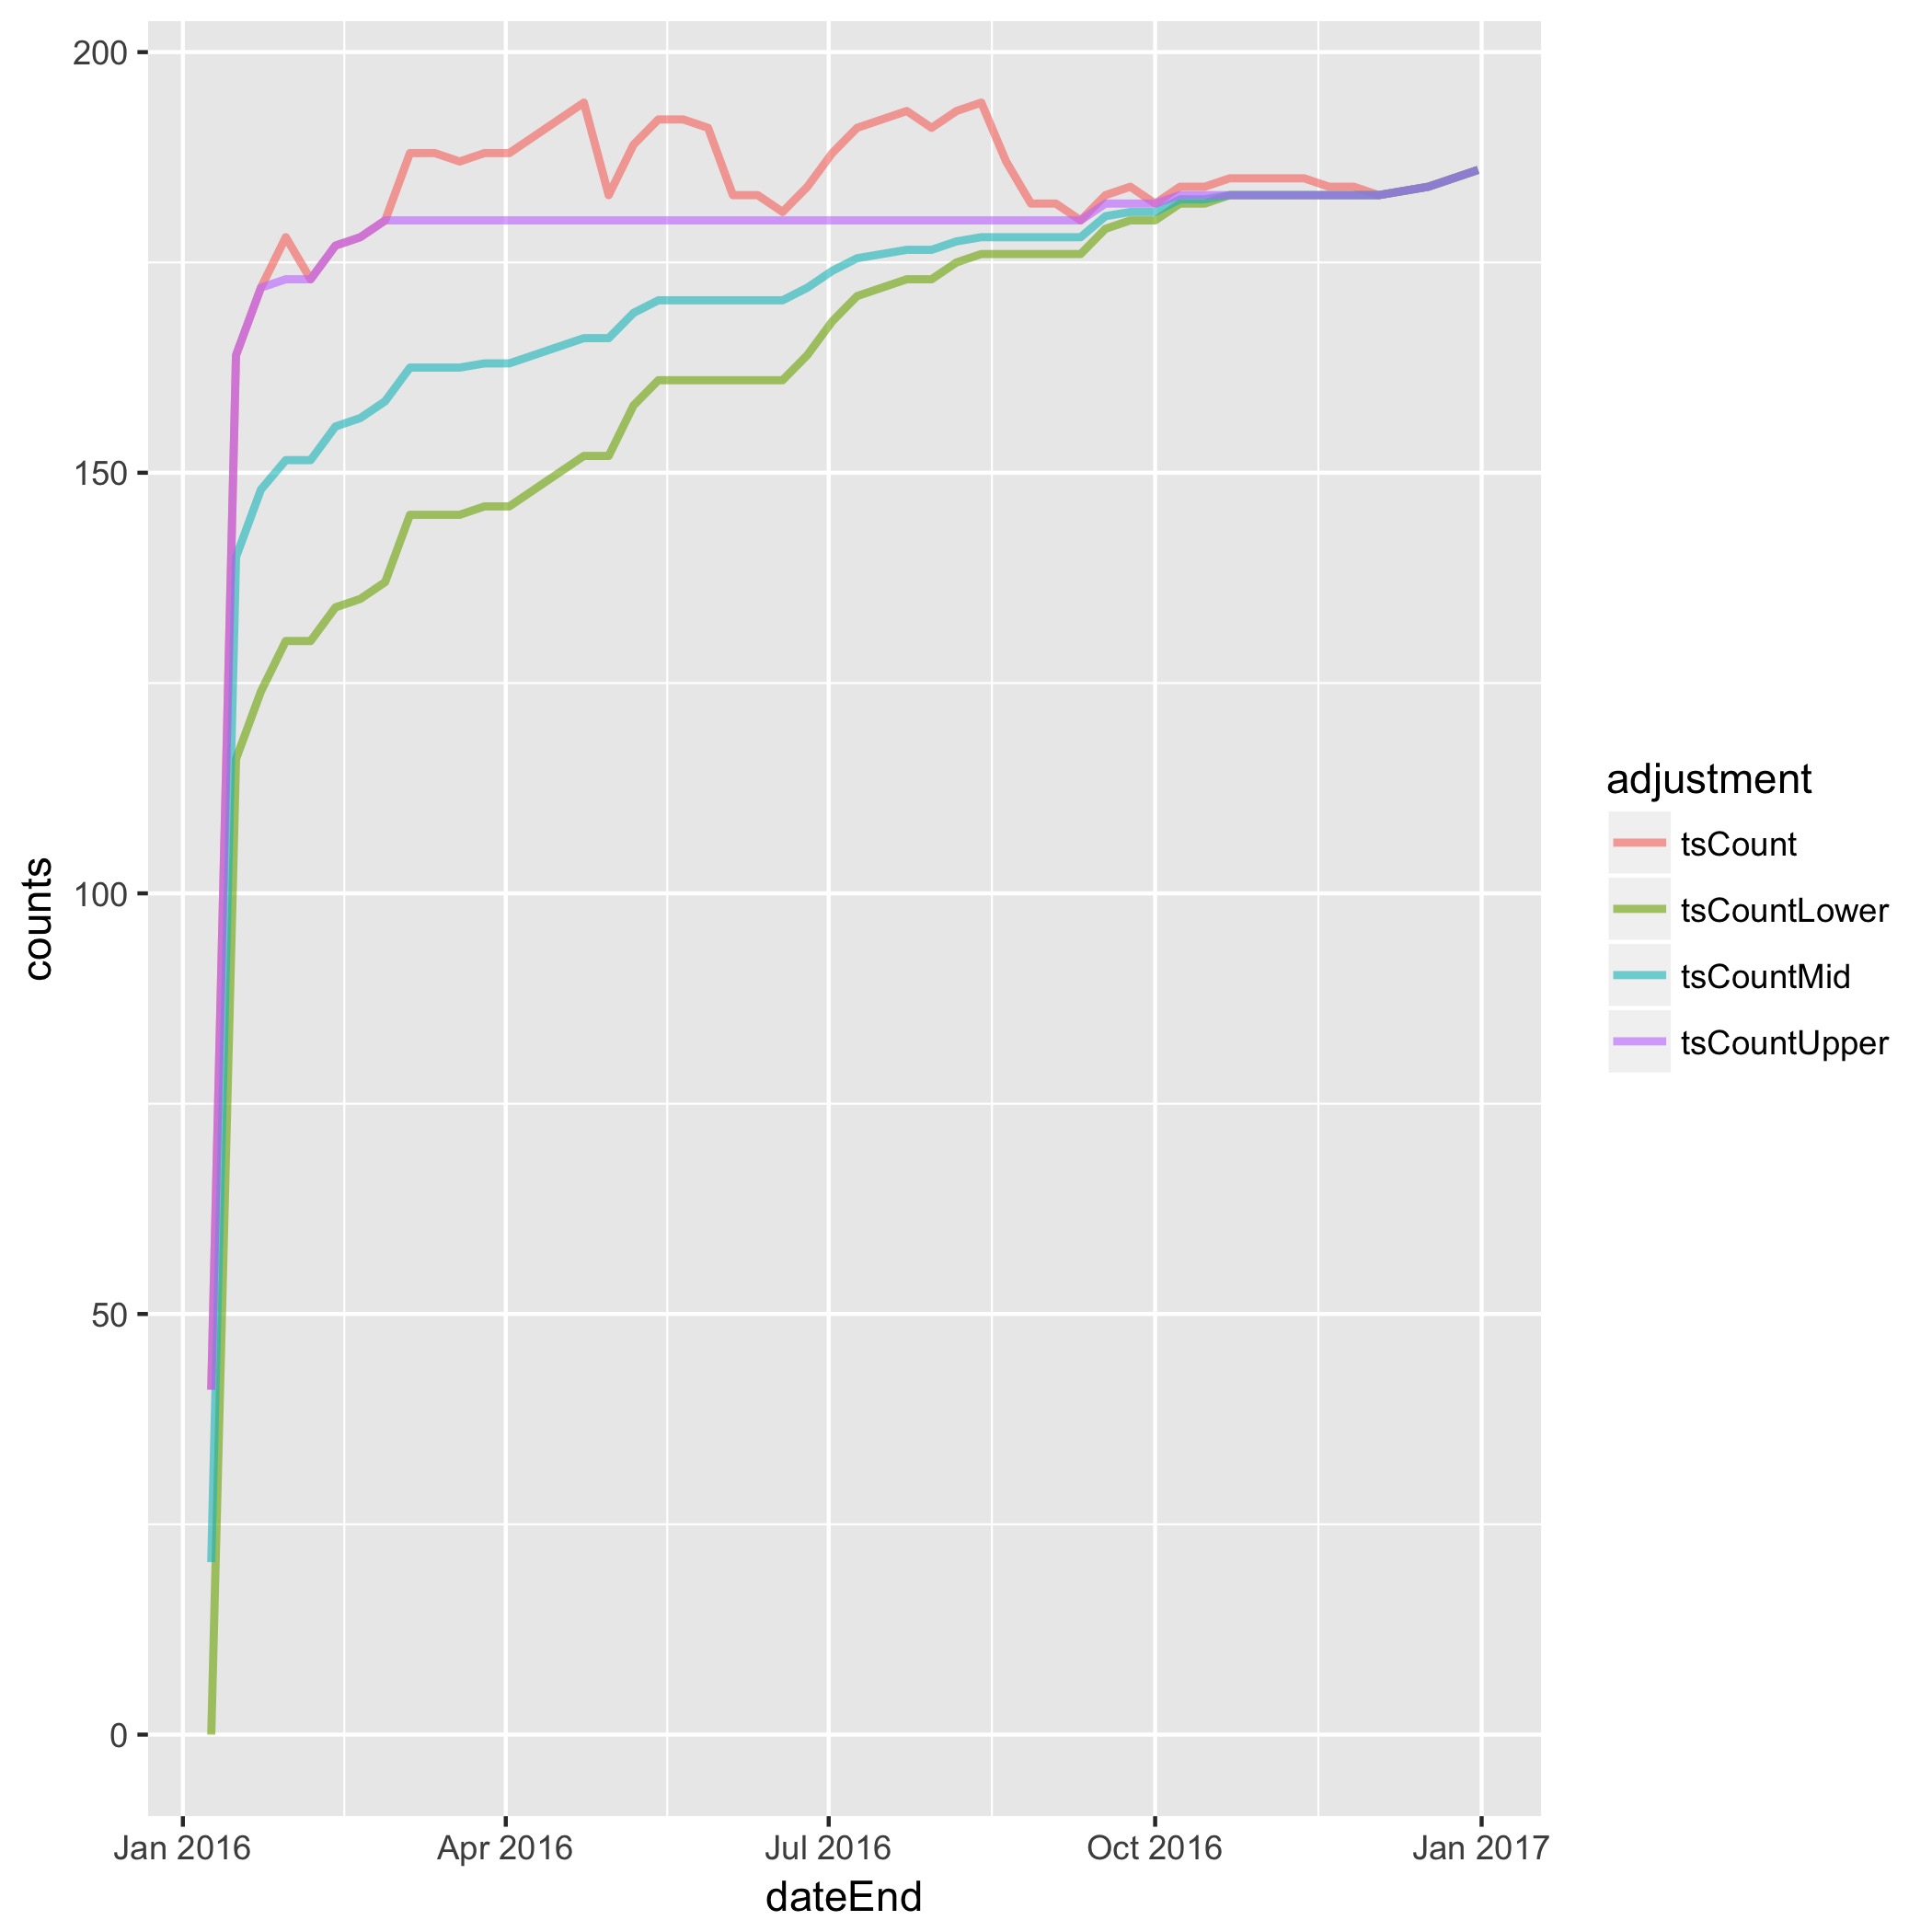 200
150
100
50
0
counts
Jan 2016
Apr 2016
Jul 2016
Oct 2016
Jan 2017
dateEnd
adjustment
tsCount
tsCountLower
tsCountMid
tsCountUpper